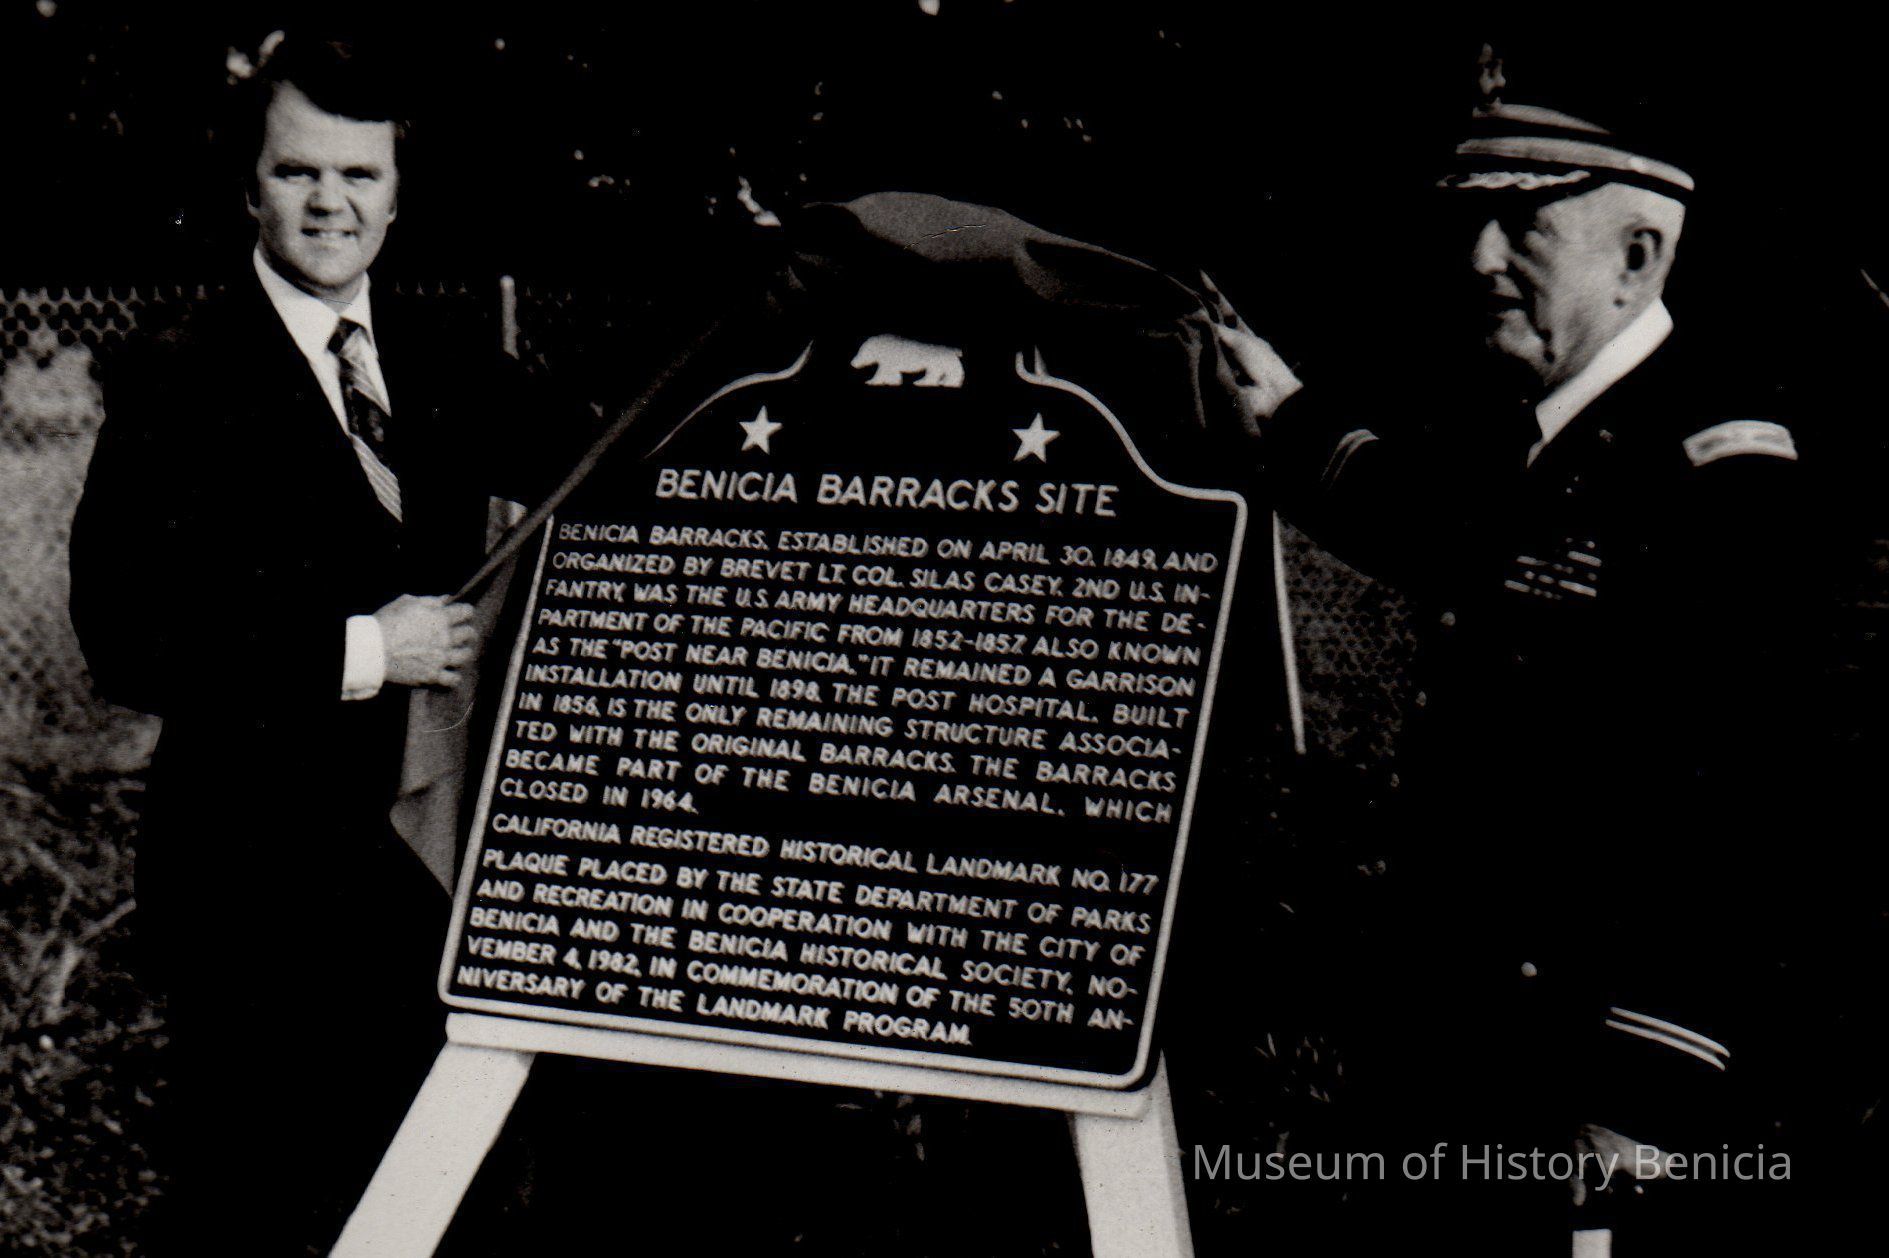 BENICIA BARRACKS SITE
BENICIA BARRACKS, ESTABLISHED ON APRIL 30, 1849, AND
ORGANIZED BY BREVET LT. COL. SILAS CASEY, 2ND U.S. IN-
FANTRY, WAS THE U.S. ARMY HEADQUARTERS FOR THE DE-
PARTMENT OF THE PACIFIC FROM 1852-1857. ALSO KNOWN
AS THE "POST NEAR BENICIA," IT REMAINED A GARRISON
INSTALLATION UNTIL 1898. THE POST HOSPITAL, BUILT
IN 1856, IS THE ONLY REMAINING STRUCTURE ASSOCIA-
TED WITH THE ORIGINAL BARRACKS. THE BARRACKS
BECAME PART OF THE BENICIA ARSENAL, WHICH
CLOSED IN 1964.
CALIFORNIA REGISTERED HISTORICAL LANDMARK NO. 177
PLAQUE PLACED BY THE STATE DEPARTMENT OF PARKS
AND RECREATION IN COOPERATION WITH THE CITY OF
BENICIA AND THE BENICIA HISTORICAL SOCIETY, NO-
VEMBER 4, 1982, IN COMMEMORATION OF THE 50TH AN-
NIVERSARY OF THE LANDMARK PROGRAM.
Museum of History Benicia